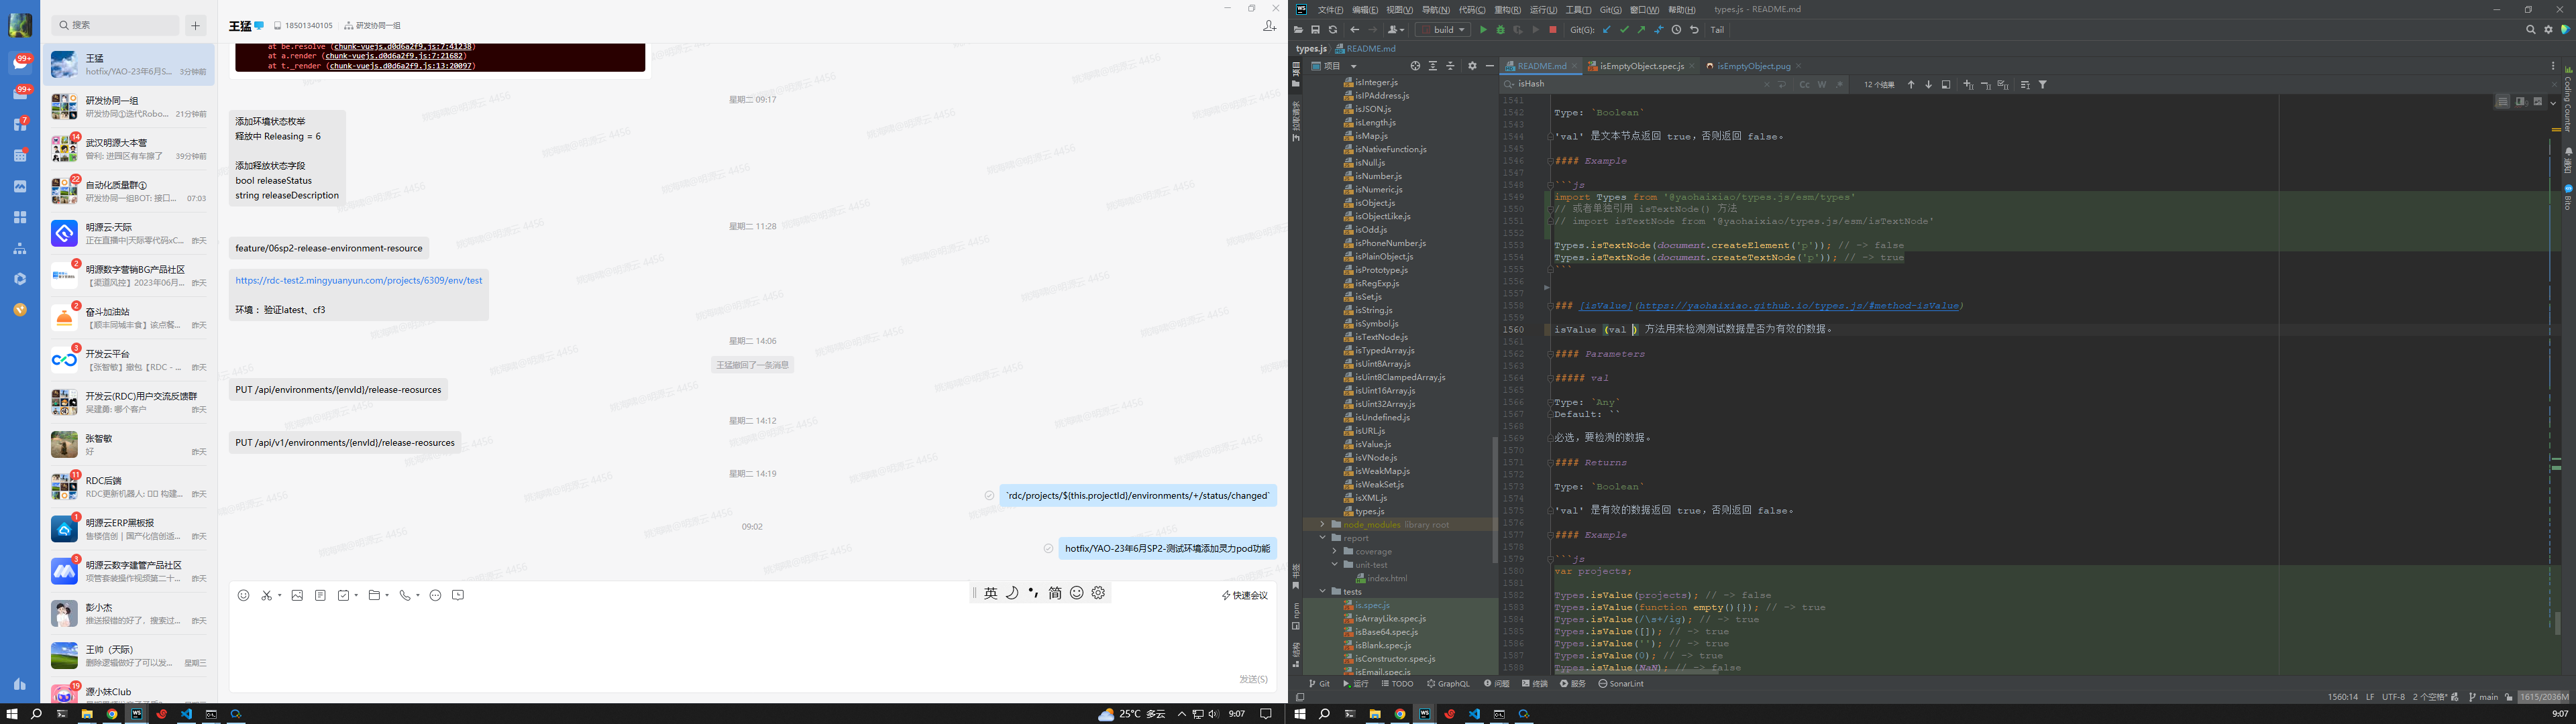 搜索
王猛
hotfix/YAO-23年6月S... 3分钟前
研发协同一组
研发协同①迭代Robo... 21分钟前
武汉明源大本营
曾利: 进园区有车擦了 39分钟前
自动化质量群①
研发协同一组BOT: 接口... 07:03
明源云-天际
正在直播中|天际零代码xC... 昨天
明源数字营销BG产品社区
【渠道风控】2023年06月... 昨天
奋斗加油站
【顺丰同城丰食】该点餐... 昨天
开发云平台
【张智敏】撤包【RDC - ... 昨天
开发云(RDC)用户交流反馈群
吴建勇: 哪个客户 昨天
张智敏
好 昨天
RDC后端
RDC更新机器人: 构建... 昨天
明源云ERP黑板报
售楼信创 | 国产化信创适... 昨天
明源云数字建管产品社区
项管套装操作视频第二十... 昨天
彭小杰
推送报错的好了，搜索过... 昨天
王帅（天际）
删除逻辑做好了可以发... 星期三
源小妹Club
王猛 18501340105 研发协同一组
at be.resolve (chunk-vuejs.d0d6a2f9.js:7:41238)
at a.render (chunk-vuejs.d0d6a2f9.js:7:21682)
at t._render (chunk-vuejs.d0d6a2f9.js:13:20097)
星期二 09:17
添加环境状态枚举
释放中 Releasing = 6
添加释放状态字段
bool releaseStatus
string releaseDescription
星期二 11:28
feature/06sp2-release-environment-resource
https://rdc-test2.mingyuanyun.com/projects/6309/env/test
环境： 验证latest、cf3
星期二 14:06
王猛撤回了一条消息
PUT /api/environments/{envId}/release-reosurces
星期二 14:12
PUT /api/v1/environments/{envId}/release-reosurces
星期二 14:19
`rdc/projects/${this.projectId}/environments/+/status/changed`
09:02
hotfix/YAO-23年6月SP2-测试环境添加灵力pod功能
英 简
快速会议
发送(S)
25°C 多云 9:07
文件(F) 编辑(E) 视图(V) 导航(N) 代码(C) 重构(R) 运行(U) 工具(T) Git(G) 窗口(W) 帮助(H) types.js - README.md
build Git(G): Tail
types.js README.md
项目
README.md isEmptyObject.spec.js isEmptyObject.pug
isHash Cc W .* 12 个结果
isInteger.js
isIPAddress.js
isJSON.js
isLength.js
isMap.js
isNativeFunction.js
isNull.js
isNumber.js
isNumeric.js
isObject.js
isObjectLike.js
isOdd.js
isPhoneNumber.js
isPlainObject.js
isPrototype.js
isRegExp.js
isSet.js
isString.js
isSymbol.js
isTextNode.js
isTypedArray.js
isUint8Array.js
isUint8ClampedArray.js
isUint16Array.js
isUint32Array.js
isUndefined.js
isURL.js
isValue.js
isVNode.js
isWeakMap.js
isWeakSet.js
isXML.js
types.js
node_modules library root
report
coverage
unit-test
index.html
tests
is.spec.js
isArrayLike.spec.js
isBase64.spec.js
isBlank.spec.js
isConstructor.spec.js
isEmail.spec.js
1541
1542 Type: `Boolean`
1543
1544 'val' 是文本节点返回 true，否则返回 false。
1545
1546 #### Example
1547
1548 ```js
1549 import Types from '@yaohaixiao/types.js/esm/types'
1550 // 或者单独引用 isTextNode() 方法
1551 // import isTextNode from '@yaohaixiao/types.js/esm/isTextNode'
1552
1553 Types.isTextNode(document.createElement('p')); // -> false
1554 Types.isTextNode(document.createTextNode('p')); // -> true
1555 ```
1556
1557
1558 ### [isValue](https://yaohaixiao.github.io/types.js/#method-isValue)
1559
1560 isValue (val ) 方法用来检测测试数据是否为有效的数据。
1561
1562 #### Parameters
1563
1564 ##### val
1565
1566 Type: `Any`
1567 Default: ``
1568
1569 必选，要检测的数据。
1570
1571 #### Returns
1572
1573 Type: `Boolean`
1574
1575 'val' 是有效的数据返回 true，否则返回 false。
1576
1577 #### Example
1578
1579 ```js
1580 var projects;
1581
1582 Types.isValue(projects); // -> false
1583 Types.isValue(function empty(){}); // -> true
1584 Types.isValue(/\s+/ig); // -> true
1585 Types.isValue([]); // -> true
1586 Types.isValue(''); // -> true
1587 Types.isValue(0); // -> true
1588 Types.isValue(NaN); // -> false
Coding Counter
通知
Bito
项目
书签
npm
结构
Git 运行 TODO GraphQL 问题 终端 服务 SonarLint
1560:14 LF UTF-8 2 个空格* main 1615/2036M
9:07